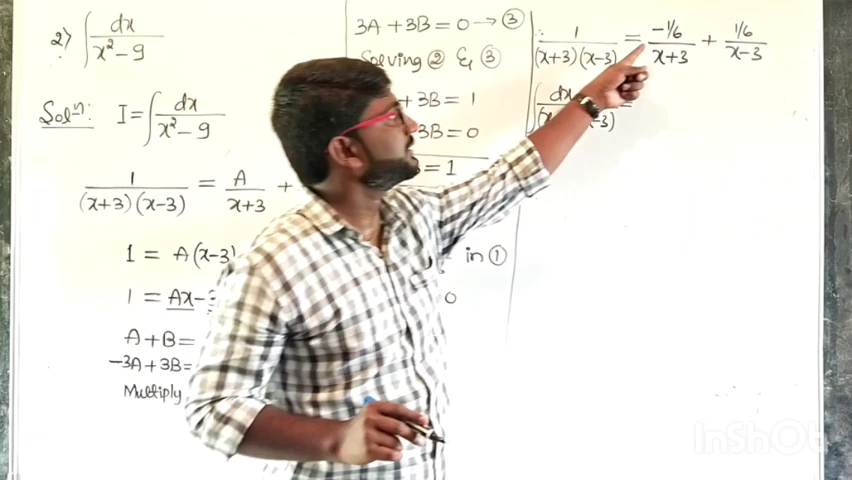 2) ∫ dx / x² - 9
Solⁿ: I = ∫ dx / x² - 9
1 / (x+3)(x-3) = A / x+3 +
1 = A(x-3)
1 = Ax-3
A+B=
-3A+3B=
Multiply
3A+3B=0 → ③
Solving ② & ③
+3B=1
3B=0
=1
in ①
0
∴ 1 / (x+3)(x-3) = -1/6 / x+3 + 1/6 / x-3
∫ dx / (x -3) =
InShOt